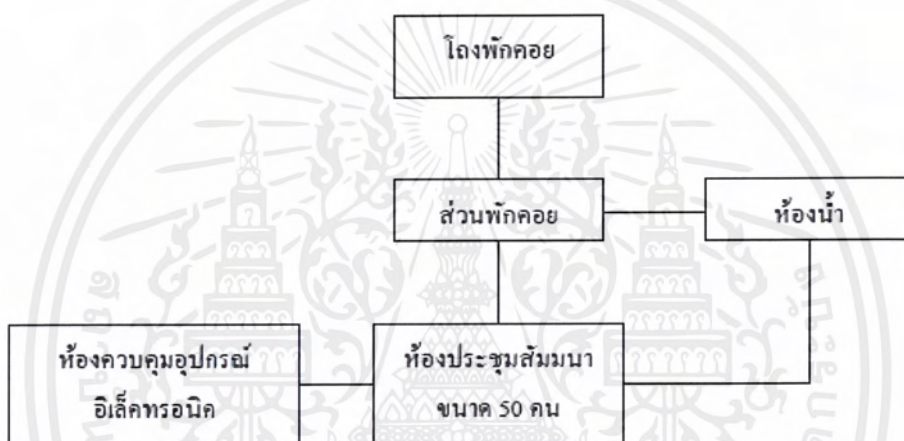 โถงพักคอย
ส่วนพักคอย
ห้องน้ำ
ห้องควบคุมอุปกรณ์
อิเล็คทรอนิค
ห้องประชุมสัมมนา
ขนาด 50 คน